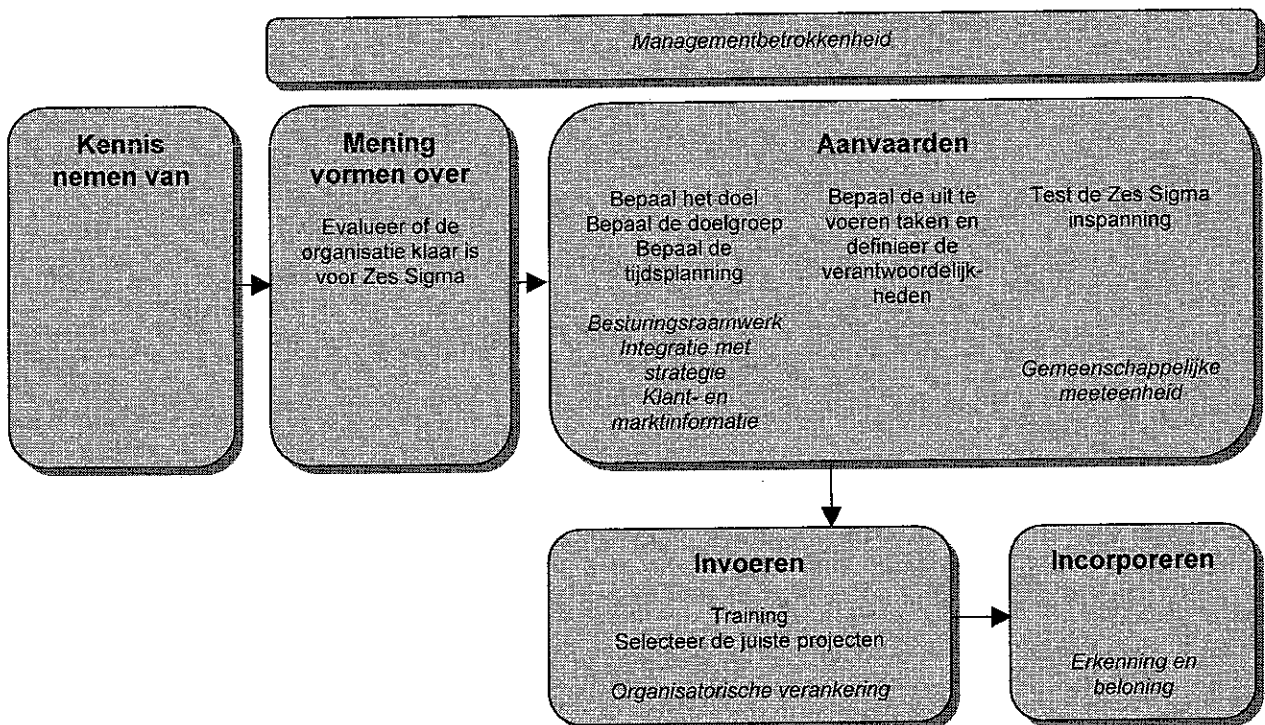 Managementbetrokkenheid
Kennis
nemen van
Mening
vormen over
Evalueer of de
organisatie klaar is
voor Zes Sigma
Aanvaarden
Bepaal het doel
Bepaal de doelgroep
Bepaal de
tijdsplanning
Besturingsraamwerk
Integratie met
strategie
Klant- en
marktinformatie
Bepaal de uit te
voeren taken en
definieer de
verantwoordelijk-
heden
Test de Zes Sigma
inspanning
Gemeenschappelijke
meeteenheid
Invoeren
Training
Selecteer de juiste projecten
Organisatorische verankering
Incorporeren
Erkenning en
beloning